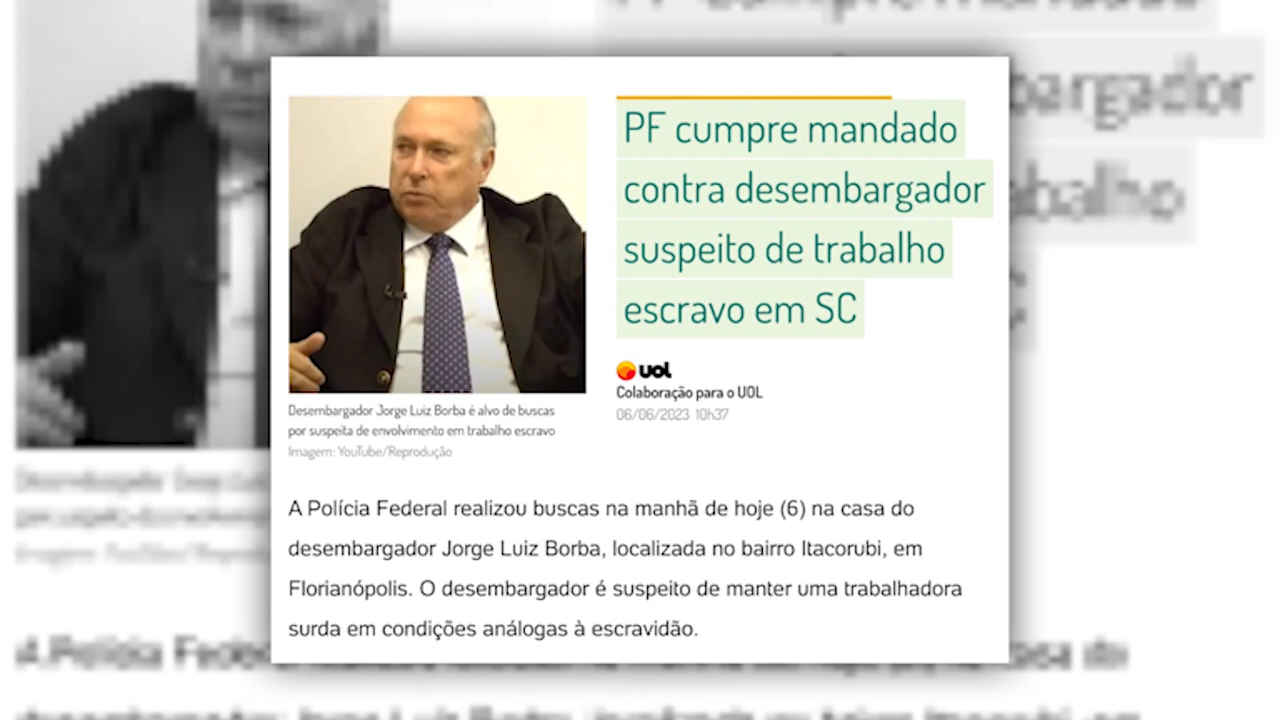 PF cumpre mandado
contra desembargador
suspeito de trabalho
escravo em SC
uol
Colaboração para o UOL
06/06/2023 10h37
Desembargador Jorge Luiz Borba é alvo de buscas
por suspeita de envolvimento em trabalho escravo
Imagem: YouTube/Reprodução
A Polícia Federal realizou buscas na manhã de hoje (6) na casa do
desembargador Jorge Luiz Borba, localizada no bairro Itacorubi, em
Florianópolis. O desembargador é suspeito de manter uma trabalhadora
surda em condições análogas à escravidão.